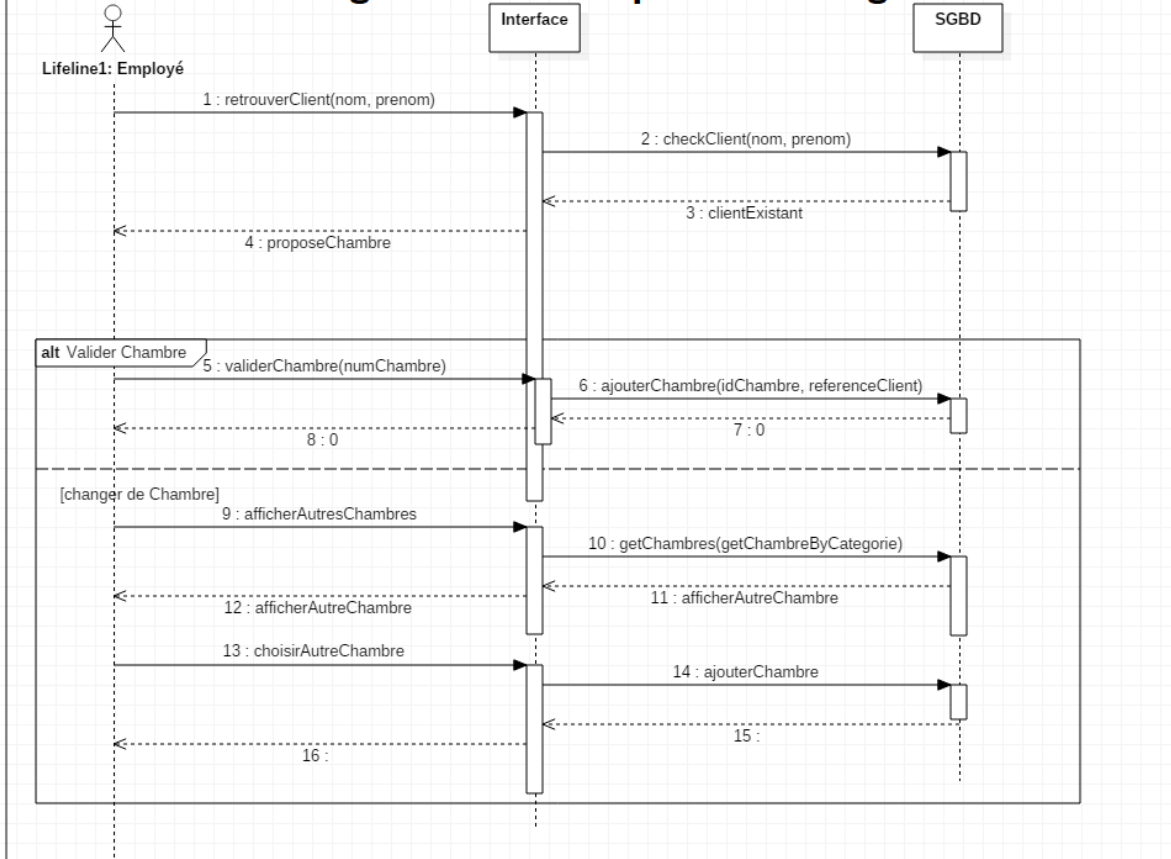 Interface
SGBD
Lifeline1: Employé
1 : retrouverClient(nom, prenom)
2 : checkClient(nom, prenom)
3 : clientExistant
4 : proposeChambre
alt Valider Chambre
5 : validerChambre(numChambre)
6 : ajouterChambre(idChambre, referenceClient)
7 : 0
8 : 0
[changer de Chambre]
9 : afficherAutresChambres
10 : getChambres(getChambreByCategorie)
11 : afficherAutreChambre
12 : afficherAutreChambre
13 : choisirAutreChambre
14 : ajouterChambre
15 :
16 :